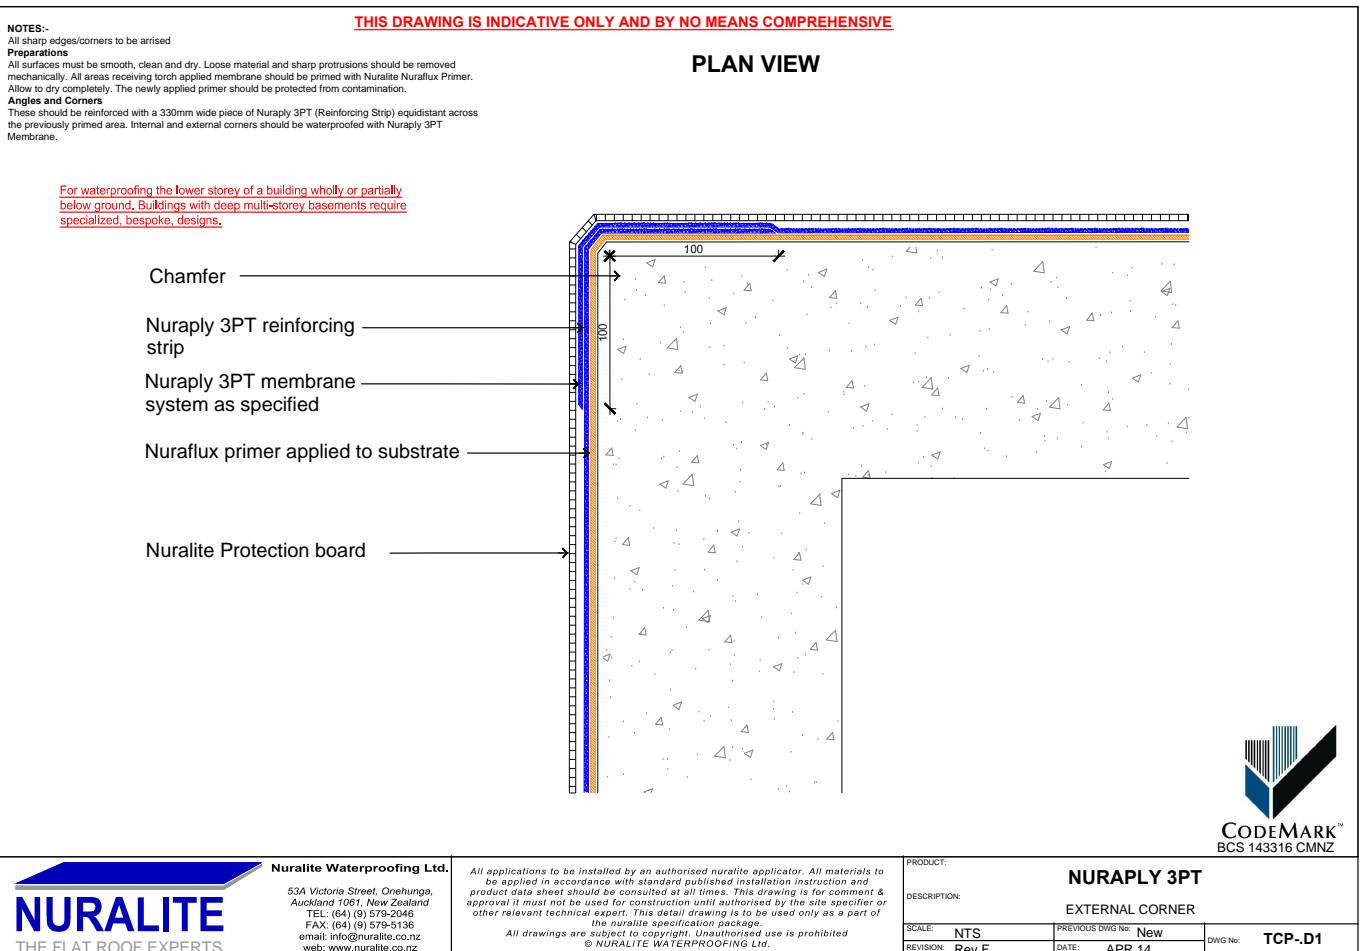 THIS DRAWING IS INDICATIVE ONLY AND BY NO MEANS COMPREHENSIVE
NOTES:-
All sharp edges/corners to be arrised
Preparations
All surfaces must be smooth, clean and dry. Loose material and sharp protrusions should be removed
mechanically. All areas receiving torch applied membrane should be primed with Nuralite Nuraflux Primer.
Allow to dry completely. The newly applied primer should be protected from contamination.
Angles and Corners
These should be reinforced with a 330mm wide piece of Nuraply 3PT (Reinforcing Strip) equidistant across
the previously primed area. Internal and external corners should be waterproofed with Nuraply 3PT
Membrane.
PLAN VIEW
For waterproofing the lower storey of a building wholly or partially
below ground. Buildings with deep multi-storey basements require
specialized, bespoke, designs.
100
100
Chamfer
Nuraply 3PT reinforcing
strip
Nuraply 3PT membrane
system as specified
Nuraflux primer applied to substrate
Nuralite Protection board
CODEMARK™
BCS 143316 CMNZ
NURALITE
THE FLAT ROOF EXPERTS
Nuralite Waterproofing Ltd.
53A Victoria Street, Onehunga,
Auckland 1061, New Zealand
TEL: (64) (9) 579-2046
FAX: (64) (9) 579-5136
email: info@nuralite.co.nz
web: www.nuralite.co.nz
All applications to be installed by an authorised nuralite applicator. All materials to
be applied in accordance with standard published installation instruction and
product data sheet should be consulted at all times. This drawing is for comment &
approval it must not be used for construction until authorised by the site specifier or
other relevant technical expert. This detail drawing is to be used only as a part of
the nuralite specification package.
All drawings are subject to copyright. Unauthorised use is prohibited
© NURALITE WATERPROOFING Ltd.
PRODUCT:
NURAPLY 3PT
DESCRIPTION:
EXTERNAL CORNER
SCALE: NTS
PREVIOUS DWG No: New
REVISION: Rev F
DATE: APR 14
DWG No: TCP-.D1